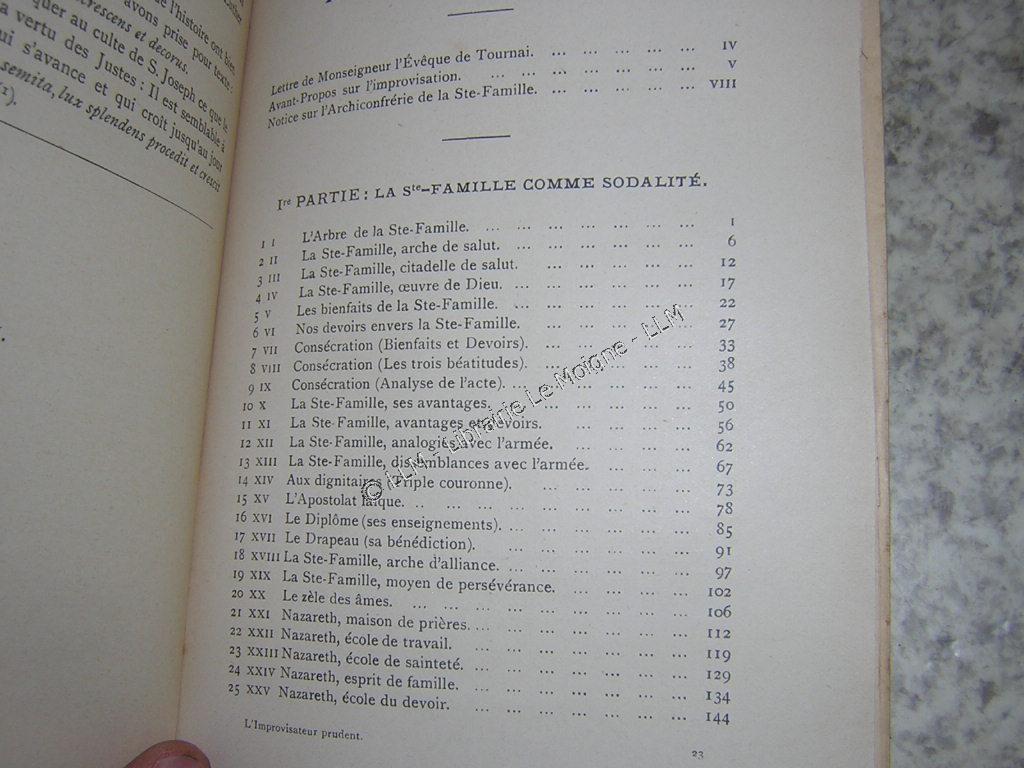 de l'histoire ont bien
avons prise pour texte :
crescens et decorus.
quer au culte de S. Joseph ce que le
a vertu des Justes : Il est semblable à
ui s'avance et qui croît jusqu'au jour
semita, lux splendens procedit et crescit
(1).
Lettre de Monseigneur l'Évêque de Tournai. ... ... ... ... ... IV
Avant-Propos sur l'improvisation. ... ... ... ... ... ... ... V
Notice sur l'Archiconfrérie de la Ste-Famille. ... ... ... ... ... VIII
Ire PARTIE : LA Ste-FAMILLE COMME SODALITÉ.
1 I L'Arbre de la Ste-Famille. ... ... ... ... ... ... ... 1
2 II La Ste-Famille, arche de salut. ... ... ... ... ... ... 6
3 III La Ste-Famille, citadelle de salut. ... ... ... ... ... 12
4 IV La Ste-Famille, œuvre de Dieu. ... ... ... ... ... ... 17
5 V Les bienfaits de la Ste-Famille. ... ... ... ... ... ... 22
6 VI Nos devoirs envers la Ste-Famille. ... ... ... ... ... 27
7 VII Consécration (Bienfaits et Devoirs). ... ... ... ... ... 33
8 VIII Consécration (Les trois béatitudes). ... ... ... ... ... 38
9 IX Consécration (Analyse de l'acte). ... ... ... ... ... ... 45
10 X La Ste-Famille, ses avantages. ... ... ... ... ... ... 50
11 XI La Ste-Famille, avantages et devoirs. ... ... ... ... 56
12 XII La Ste-Famille, analogies avec l'armée. ... ... ... ... 62
13 XIII La Ste-Famille, dissemblances avec l'armée. ... ... ... 67
14 XIV Aux dignitaires (Triple couronne). ... ... ... ... ... 73
15 XV L'Apostolat laïque. ... ... ... ... ... ... ... ... ... 78
16 XVI Le Diplôme (ses enseignements). ... ... ... ... ... ... 85
17 XVII Le Drapeau (sa bénédiction). ... ... ... ... ... ... 91
18 XVIII La Ste-Famille, arche d'alliance. ... ... ... ... ... ... 97
19 XIX La Ste-Famille, moyen de persévérance. ... ... ... ... 102
20 XX Le zèle des âmes. ... ... ... ... ... ... ... ... ... 106
21 XXI Nazareth, maison de prières. ... ... ... ... ... ... ... 112
22 XXII Nazareth, école de travail. ... ... ... ... ... ... ... 119
23 XXIII Nazareth, école de sainteté. ... ... ... ... ... ... ... 129
24 XXIV Nazareth, esprit de famille. ... ... ... ... ... ... ... 134
25 XXV Nazareth, école du devoir. ... ... ... ... ... ... ... 144
L'Improvisateur prudent.
23
© LLM - Librairie Le Moigne - LLM